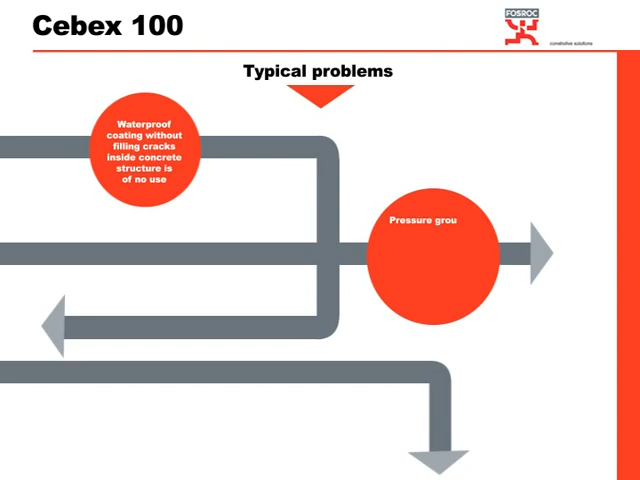 Cebex 100
FOSROC
constructive solutions
Typical problems
Waterproof
coating without
filling cracks
inside concrete
structure is
of no use
Pressure grou